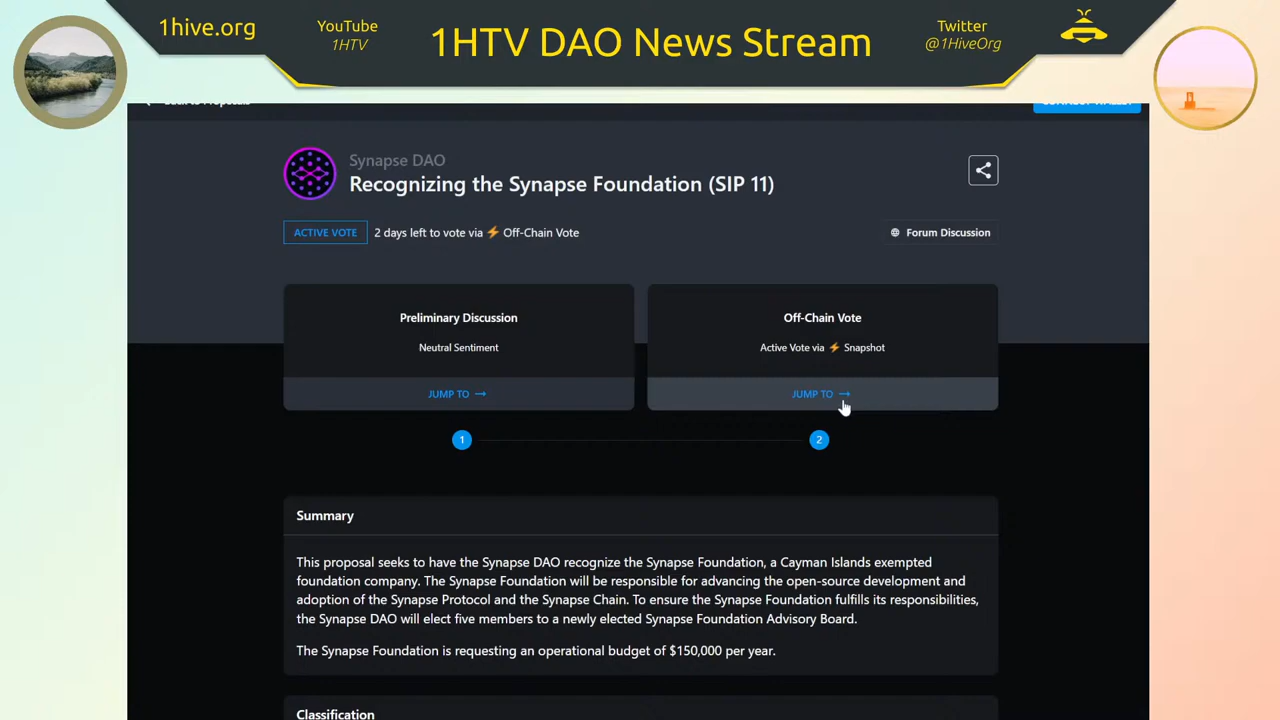 1hive.org
YouTube
1HTV
1HTV DAO News Stream
Twitter
@1HiveOrg
Back to Proposals
CONNECT WALLET
Synapse DAO
Recognizing the Synapse Foundation (SIP 11)
ACTIVE VOTE
2 days left to vote via ⚡ Off-Chain Vote
Forum Discussion
Preliminary Discussion
Neutral Sentiment
JUMP TO →
Off-Chain Vote
Active Vote via ⚡ Snapshot
JUMP TO →
1
2
Summary
This proposal seeks to have the Synapse DAO recognize the Synapse Foundation, a Cayman Islands exempted
foundation company. The Synapse Foundation will be responsible for advancing the open-source development and
adoption of the Synapse Protocol and the Synapse Chain. To ensure the Synapse Foundation fulfills its responsibilities,
the Synapse DAO will elect five members to a newly elected Synapse Foundation Advisory Board.
The Synapse Foundation is requesting an operational budget of $150,000 per year.
Classification